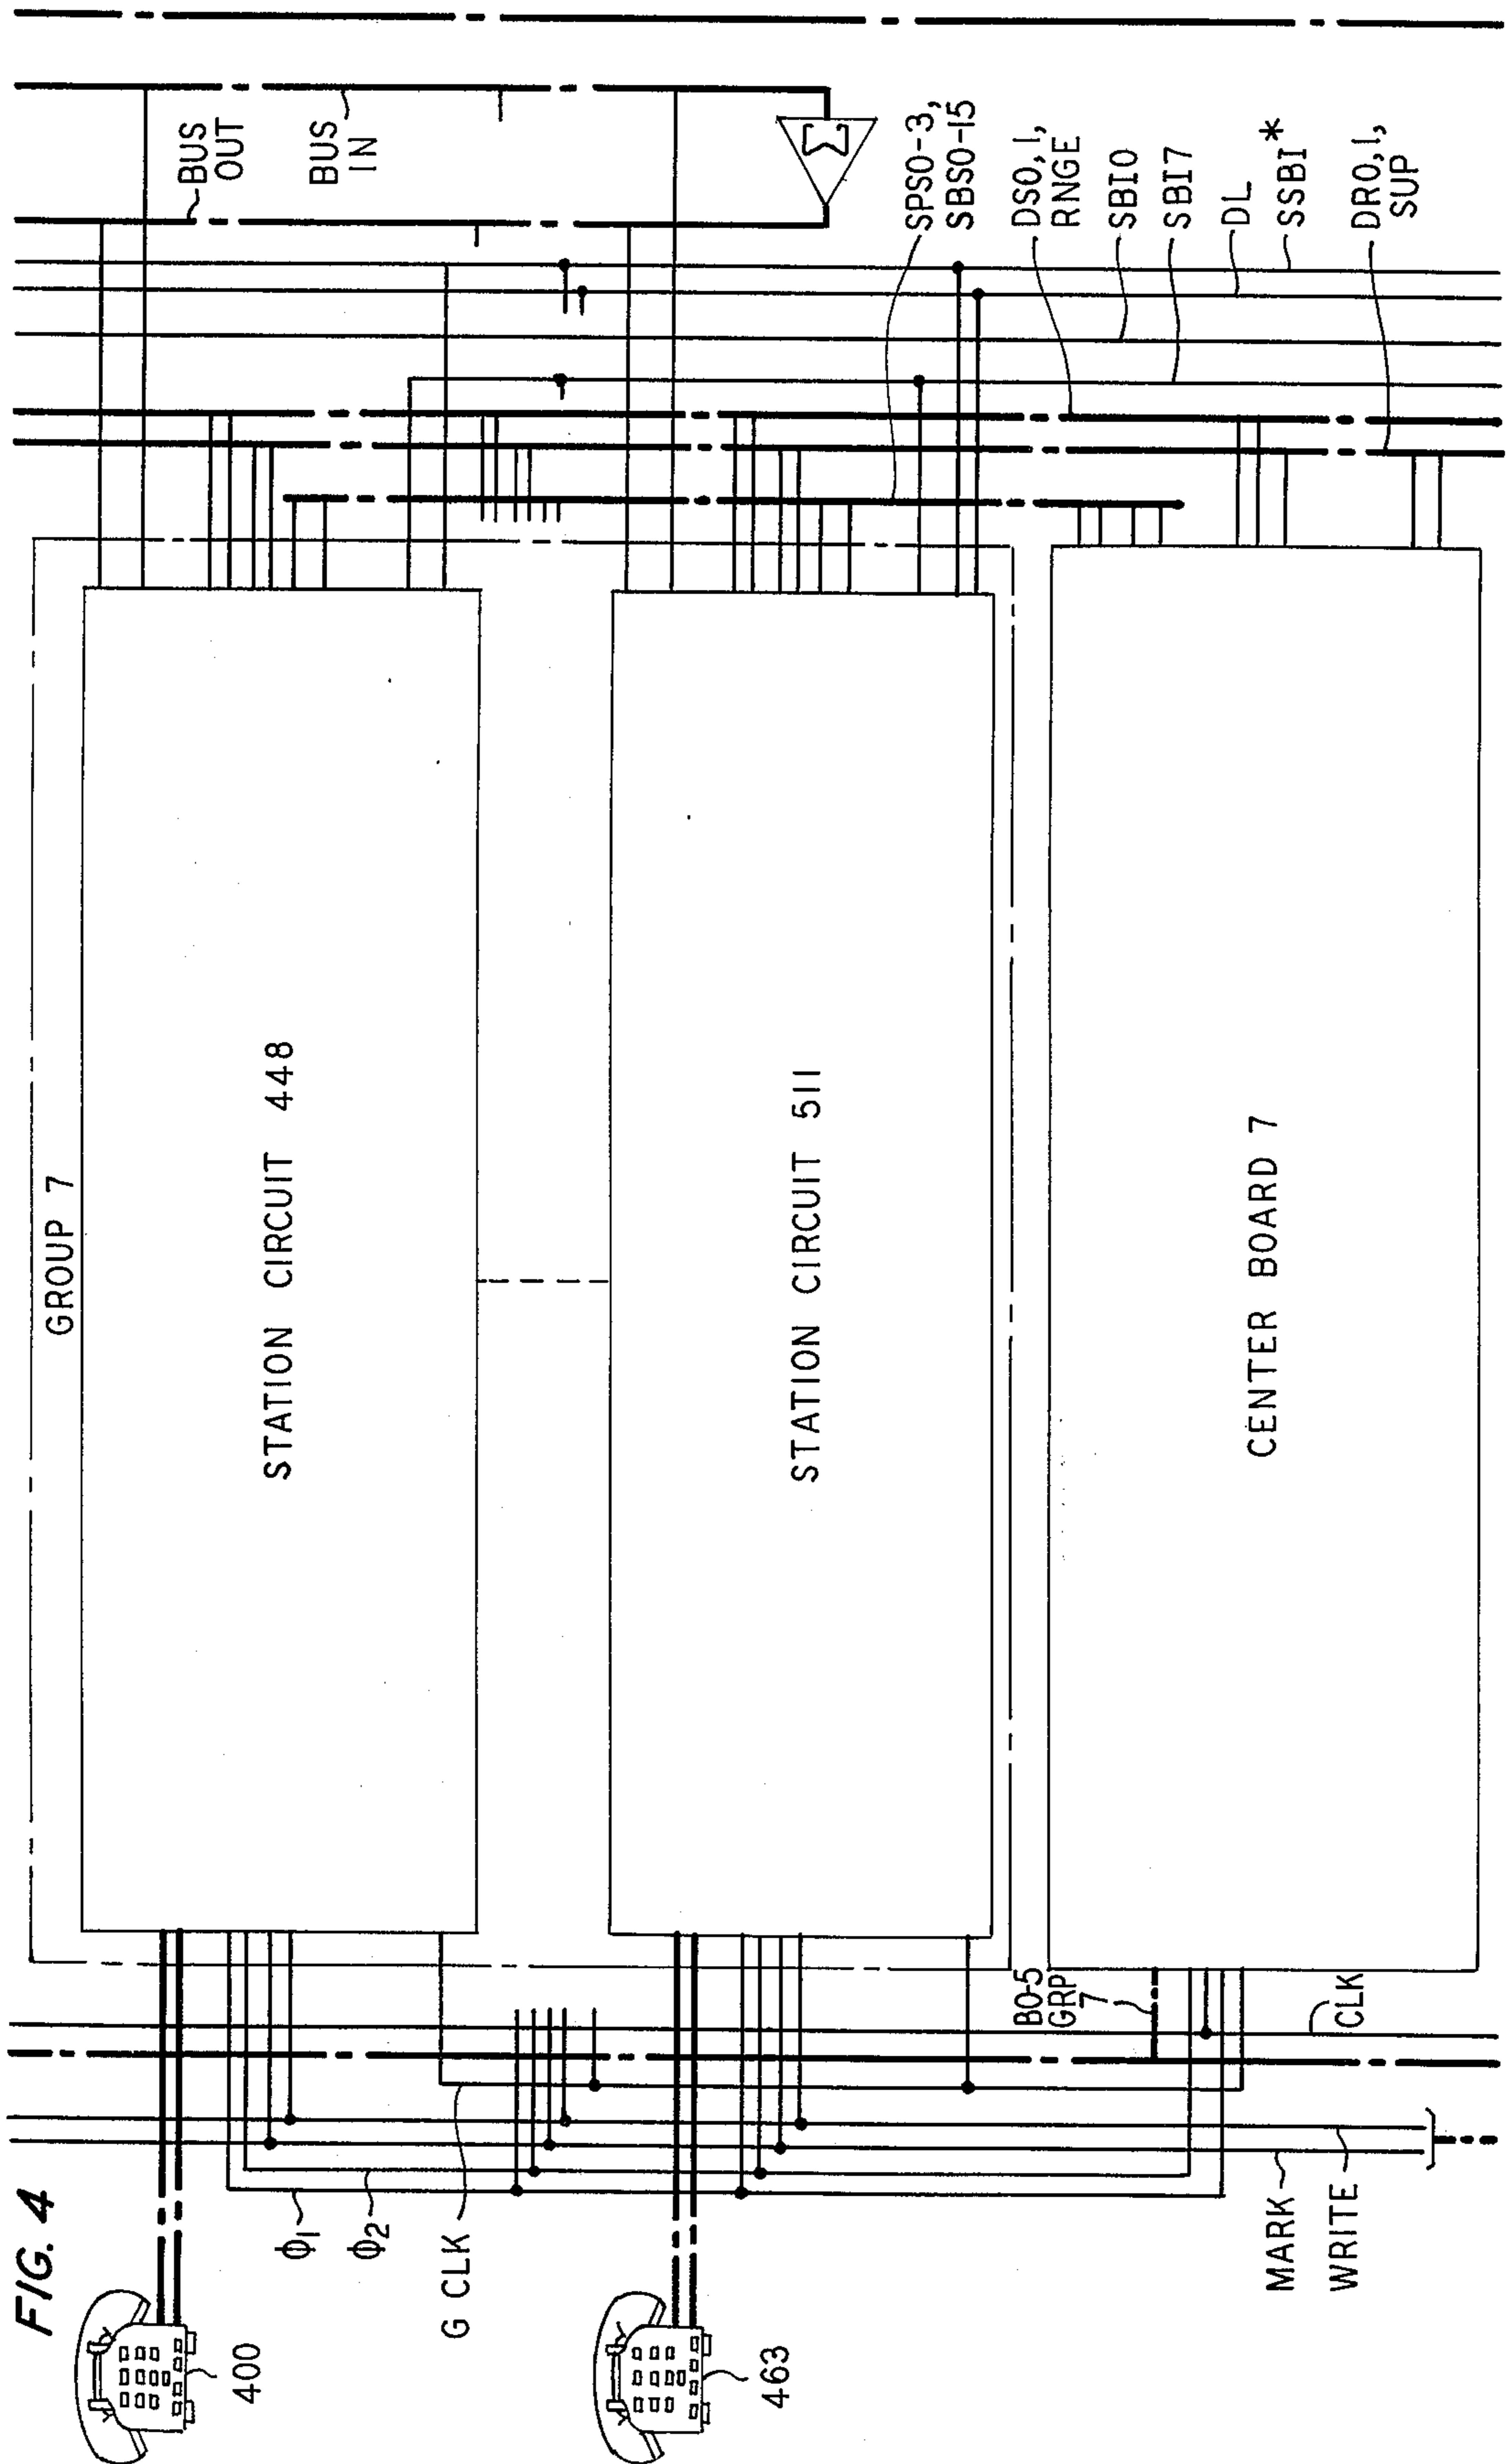 FIG. 4
GROUP 7
STATION CIRCUIT 448
STATION CIRCUIT 511
CENTER BOARD 7
400
463
Φ1
Φ2
G CLK
MARK
WRITE
B0-5
GRP
7
CLK
BUS
OUT
BUS
IN
Σ
SPS0-3,
SBS0-15
DS0,1,
RNGE
SBI0
SBI7
DL
SSBI*
DR0,1,
SUP